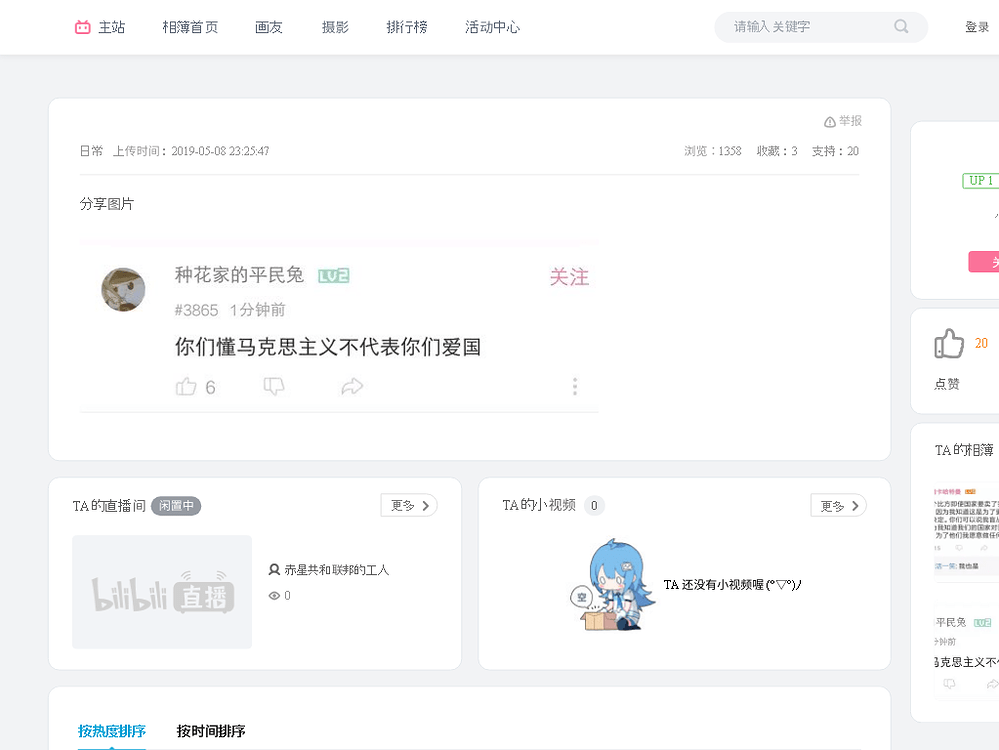 主站 相簿首页 画友 摄影 排行榜 活动中心 请输入关键字 登录
举报
日常 上传时间：2019-05-08 23:25:47 浏览：1358 收藏：3 支持：20
分享图片
种花家的平民兔 LV2 关注
#3865 1分钟前
你们懂马克思主义不代表你们爱国
6
TA的直播间 闲置中 更多
bilibili 直播
赤星共和联邦的工人
0
TA的小视频 0 更多
空
TA 还没有小视频喔 (°▽°)ﾉ
按热度排序 按时间排序
UP 1
20
点赞
TA的相簿
平民兔 LV2
分钟前
马克思主义不